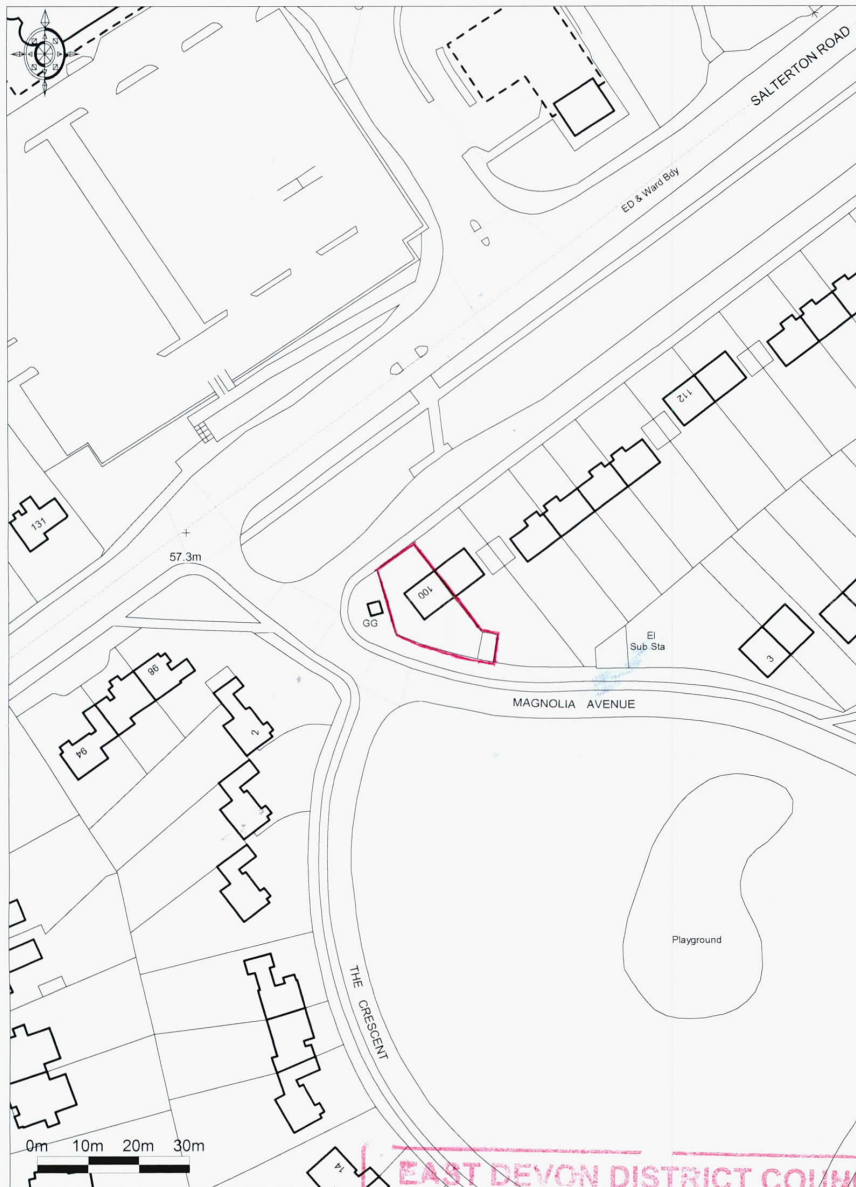 SALTERTON ROAD
ED & Ward Bdy
112
131
57.3m
100
GG
El
Sub Sta
3
MAGNOLIA AVENUE
98
94
2
Playground
THE CRESCENT
0m 10m 20m 30m
14
EAST DEVON DISTRICT